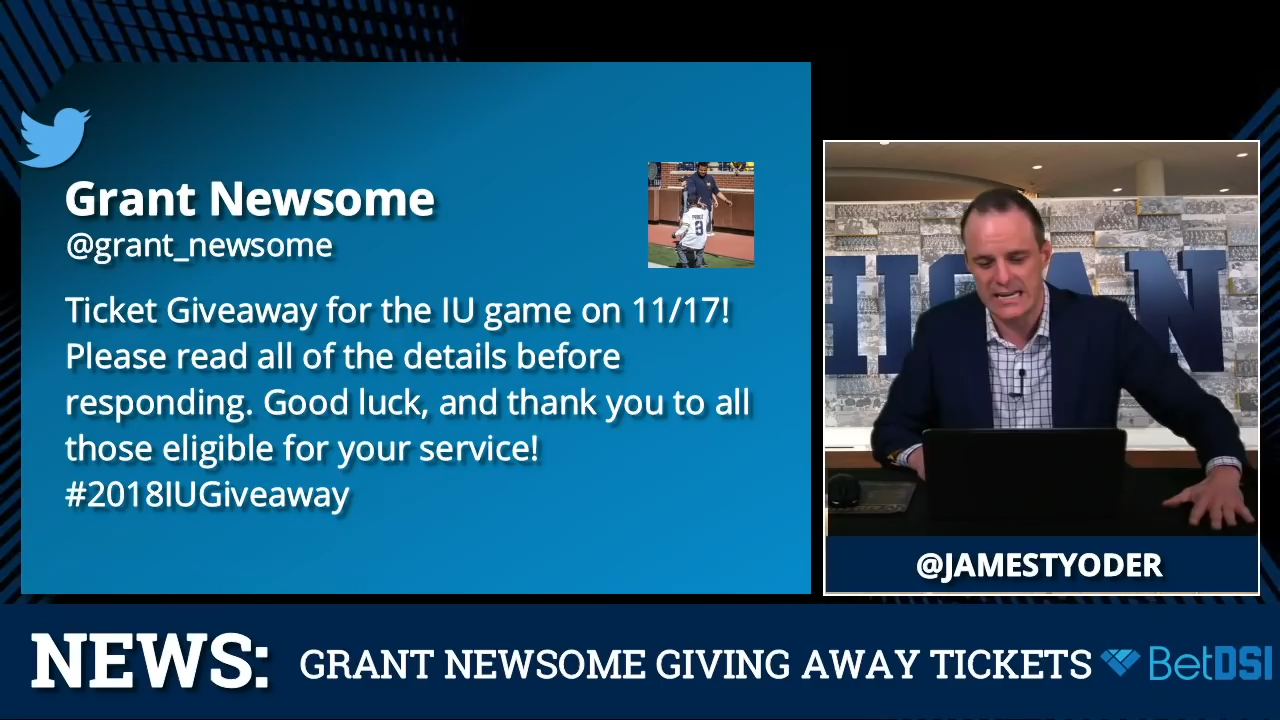 Grant Newsome
@grant_newsome
Ticket Giveaway for the IU game on 11/17!
Please read all of the details before
responding. Good luck, and thank you to all
those eligible for your service!
#2018IUGiveaway
HIGAN
@JAMESTYODER
NEWS:
GRANT NEWSOME GIVING AWAY TICKETS
BetDSI